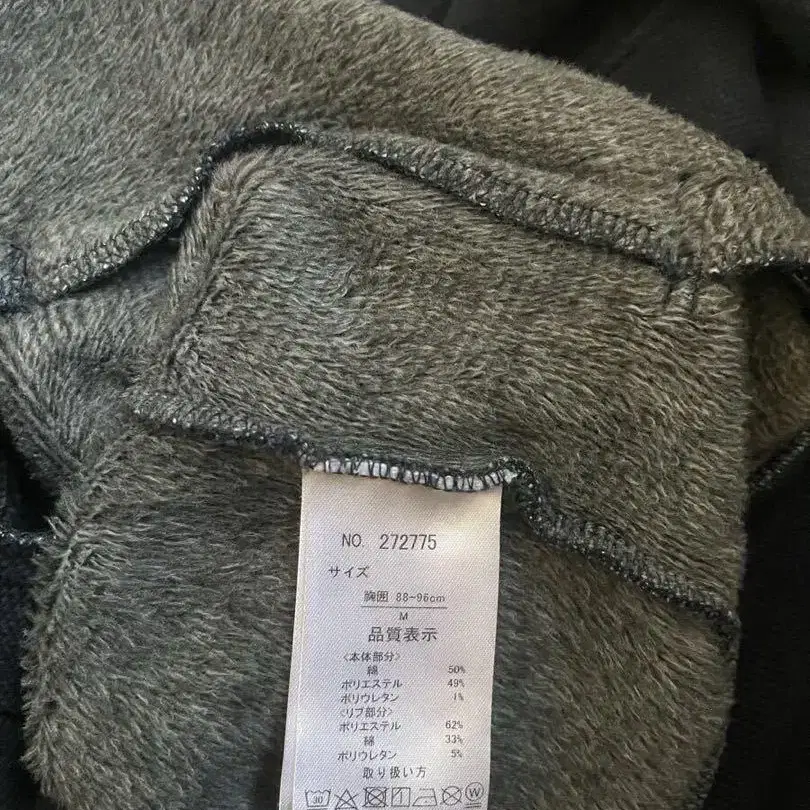 NO. 272775
サイズ
胸囲 88~96cm
M
品質表示
<本体部分>
綿 50%
ポリエステル 49%
ポリウレタン 1%
<リブ部分>
ポリエステル 62%
綿 33%
ポリウレタン 5%
取り扱い方
30 W